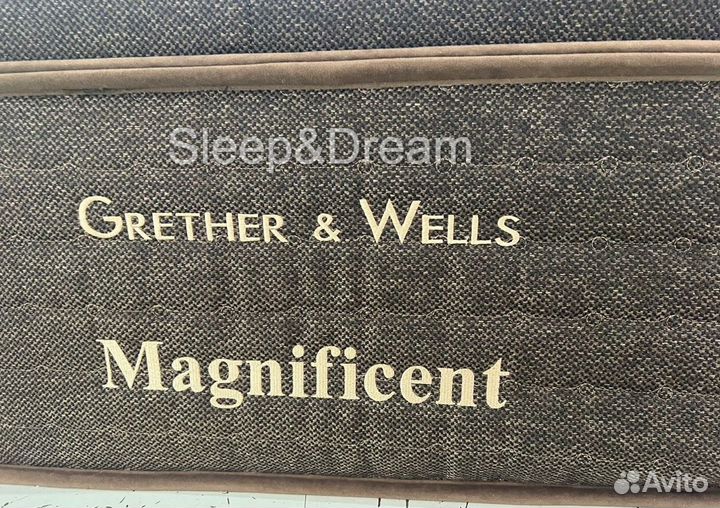 Sleep&Dream
GRETHER & WELLS
Magnificent
Avito